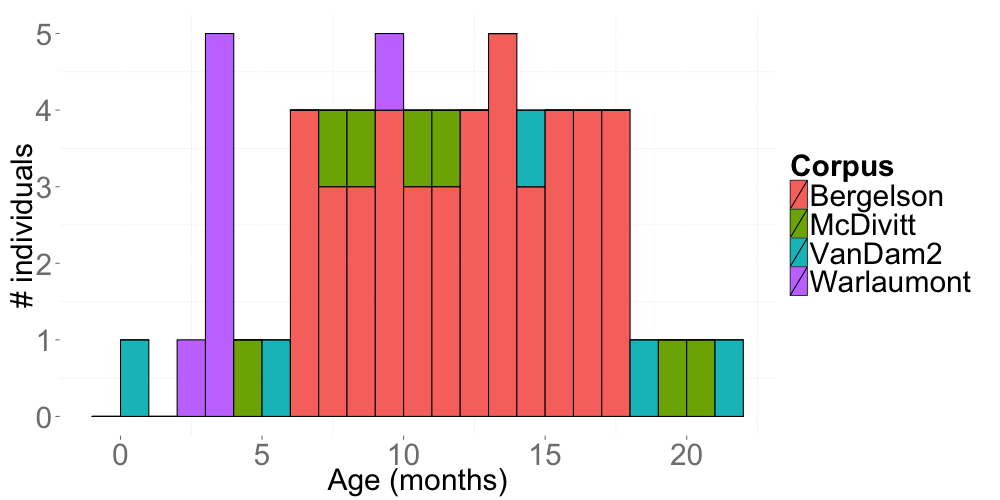 5
4
3
2
1
0
# individuals
0 5 10 15 20
Age (months)
Corpus
Bergelson
McDivitt
VanDam2
Warlaumont